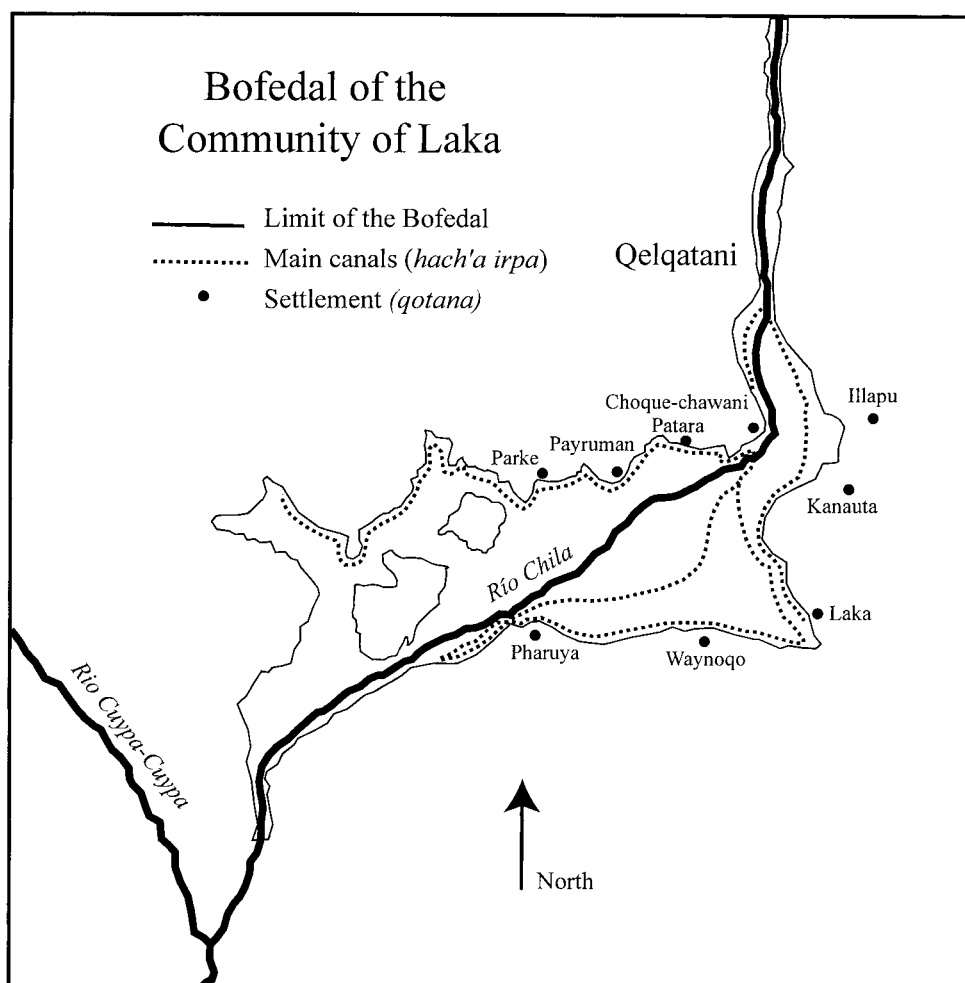 Bofedal of the
Community of Laka
Limit of the Bofedal
Main canals (hach'a irpa)
Settlement (qotana)
Qelqatani
Choque-chawani
Illapu
Patara
Payruman
Parke
Kanauta
Río Chila
Laka
Pharuya
Waynoqo
Rio Cuypa-Cuypa
North